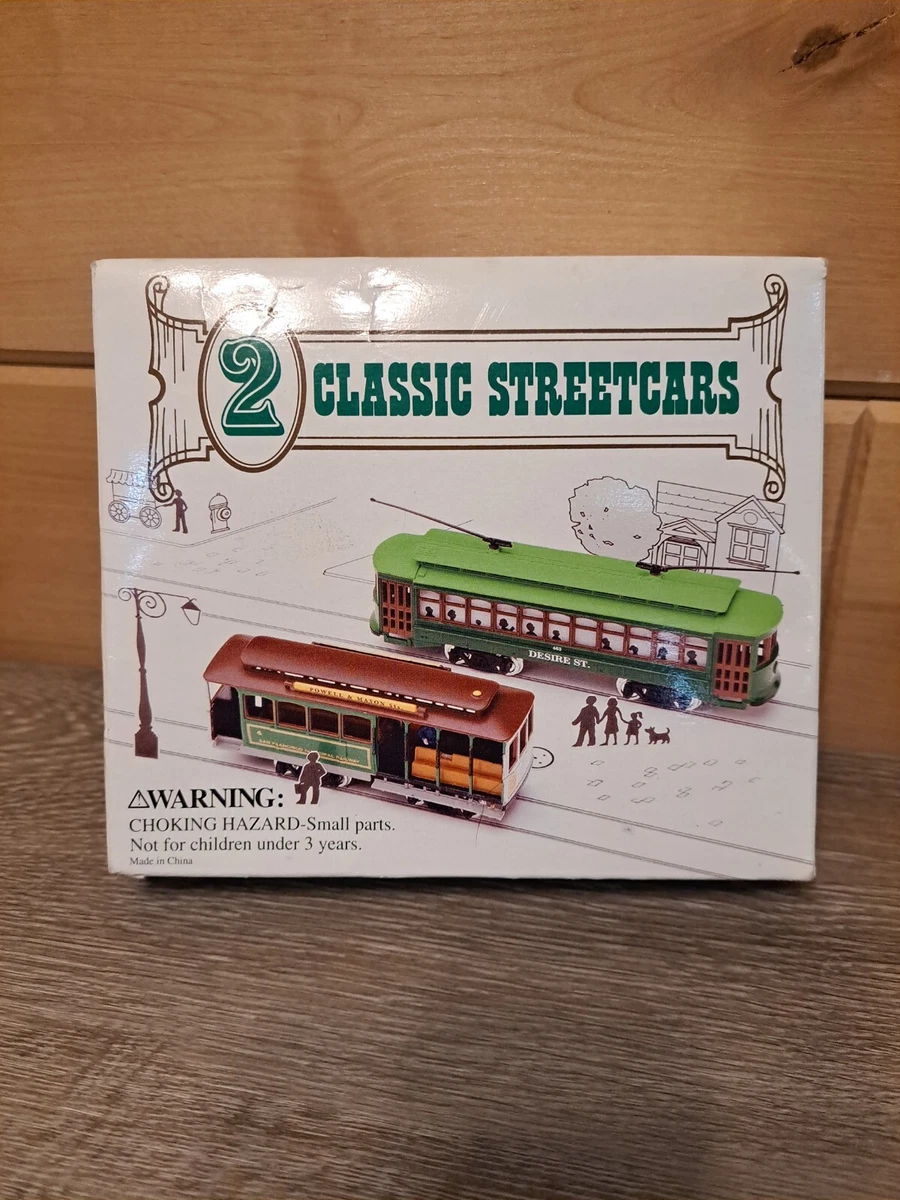 2 CLASSIC STREETCARS
DESIRE ST.
POWELL & MASON STS.
⚠WARNING:
CHOKING HAZARD-Small parts.
Not for children under 3 years.
Made in China